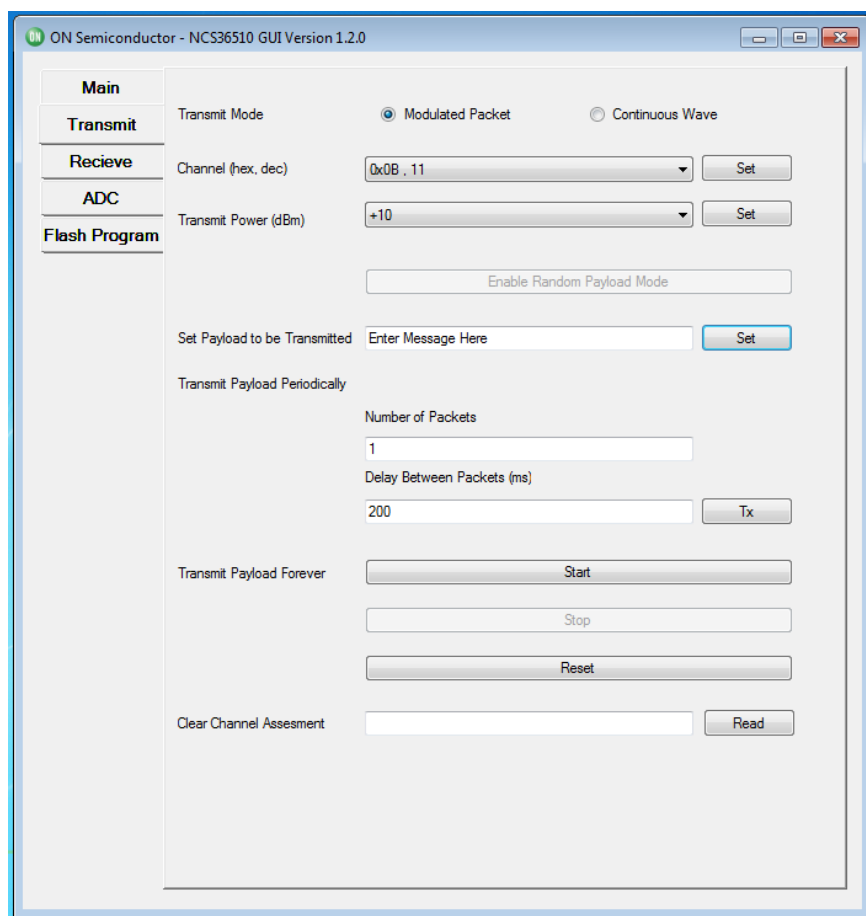 ON ON Semiconductor - NCS36510 GUI Version 1.2.0
Main
Transmit
Recieve
ADC
Flash Program
Transmit Mode Modulated Packet Continuous Wave
Channel (hex, dec) 0x0B , 11 Set
Transmit Power (dBm) +10 Set
Enable Random Payload Mode
Set Payload to be Transmitted Enter Message Here Set
Transmit Payload Periodically
Number of Packets
1
Delay Between Packets (ms)
200 Tx
Transmit Payload Forever Start
Stop
Reset
Clear Channel Assesment Read